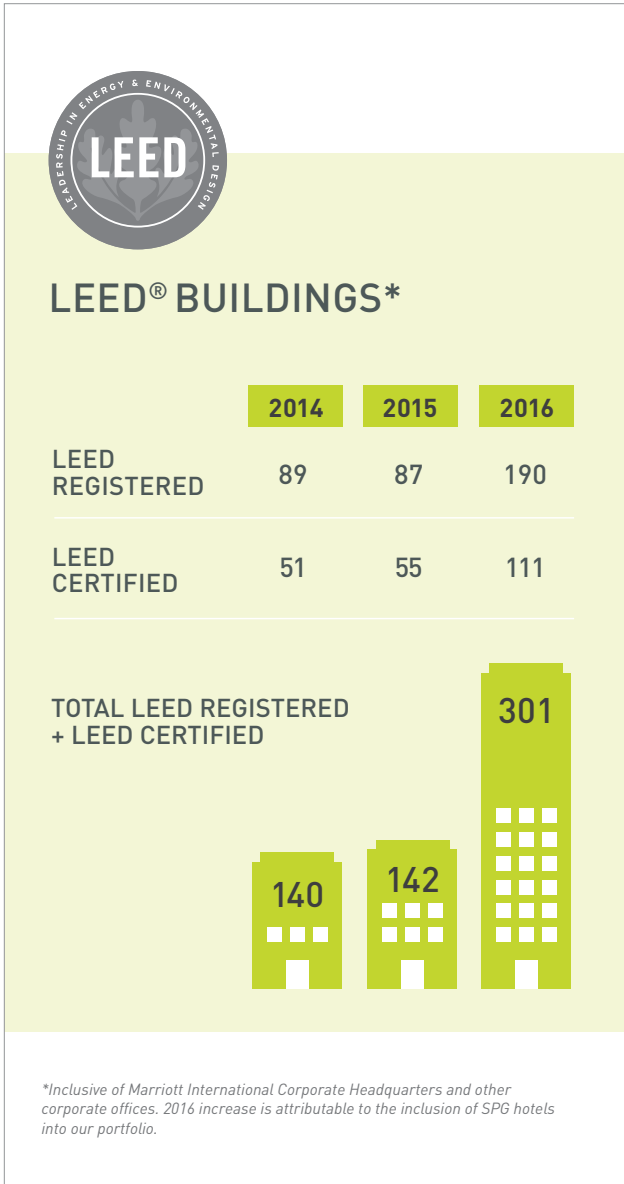 LEADERSHIP IN ENERGY & ENVIRONMENTAL DESIGN
LEED
LEED® BUILDINGS*
2014 2015 2016
LEED
REGISTERED 89 87 190
LEED
CERTIFIED 51 55 111
TOTAL LEED REGISTERED
+ LEED CERTIFIED
140 142 301
*Inclusive of Marriott International Corporate Headquarters and other
corporate offices. 2016 increase is attributable to the inclusion of SPG hotels
into our portfolio.